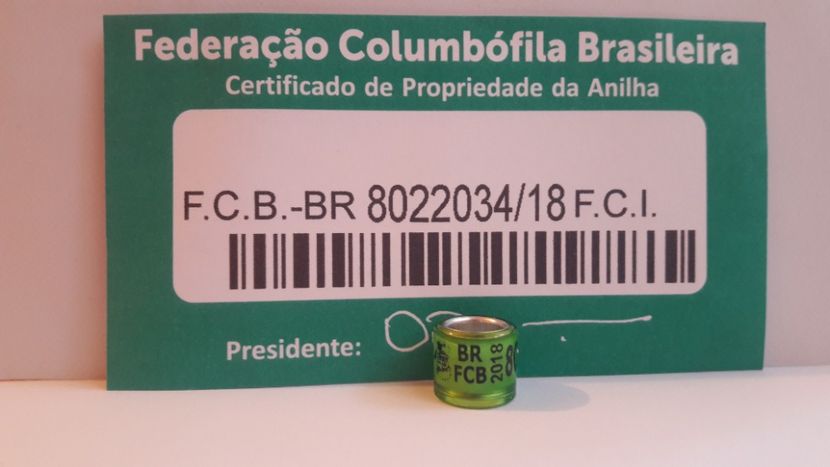 Federação Columbófila Brasileira
Certificado de Propriedade da Anilha
F.C.B.-BR 8022034/18 F.C.I.
Presidente:
BR
FCB
2018